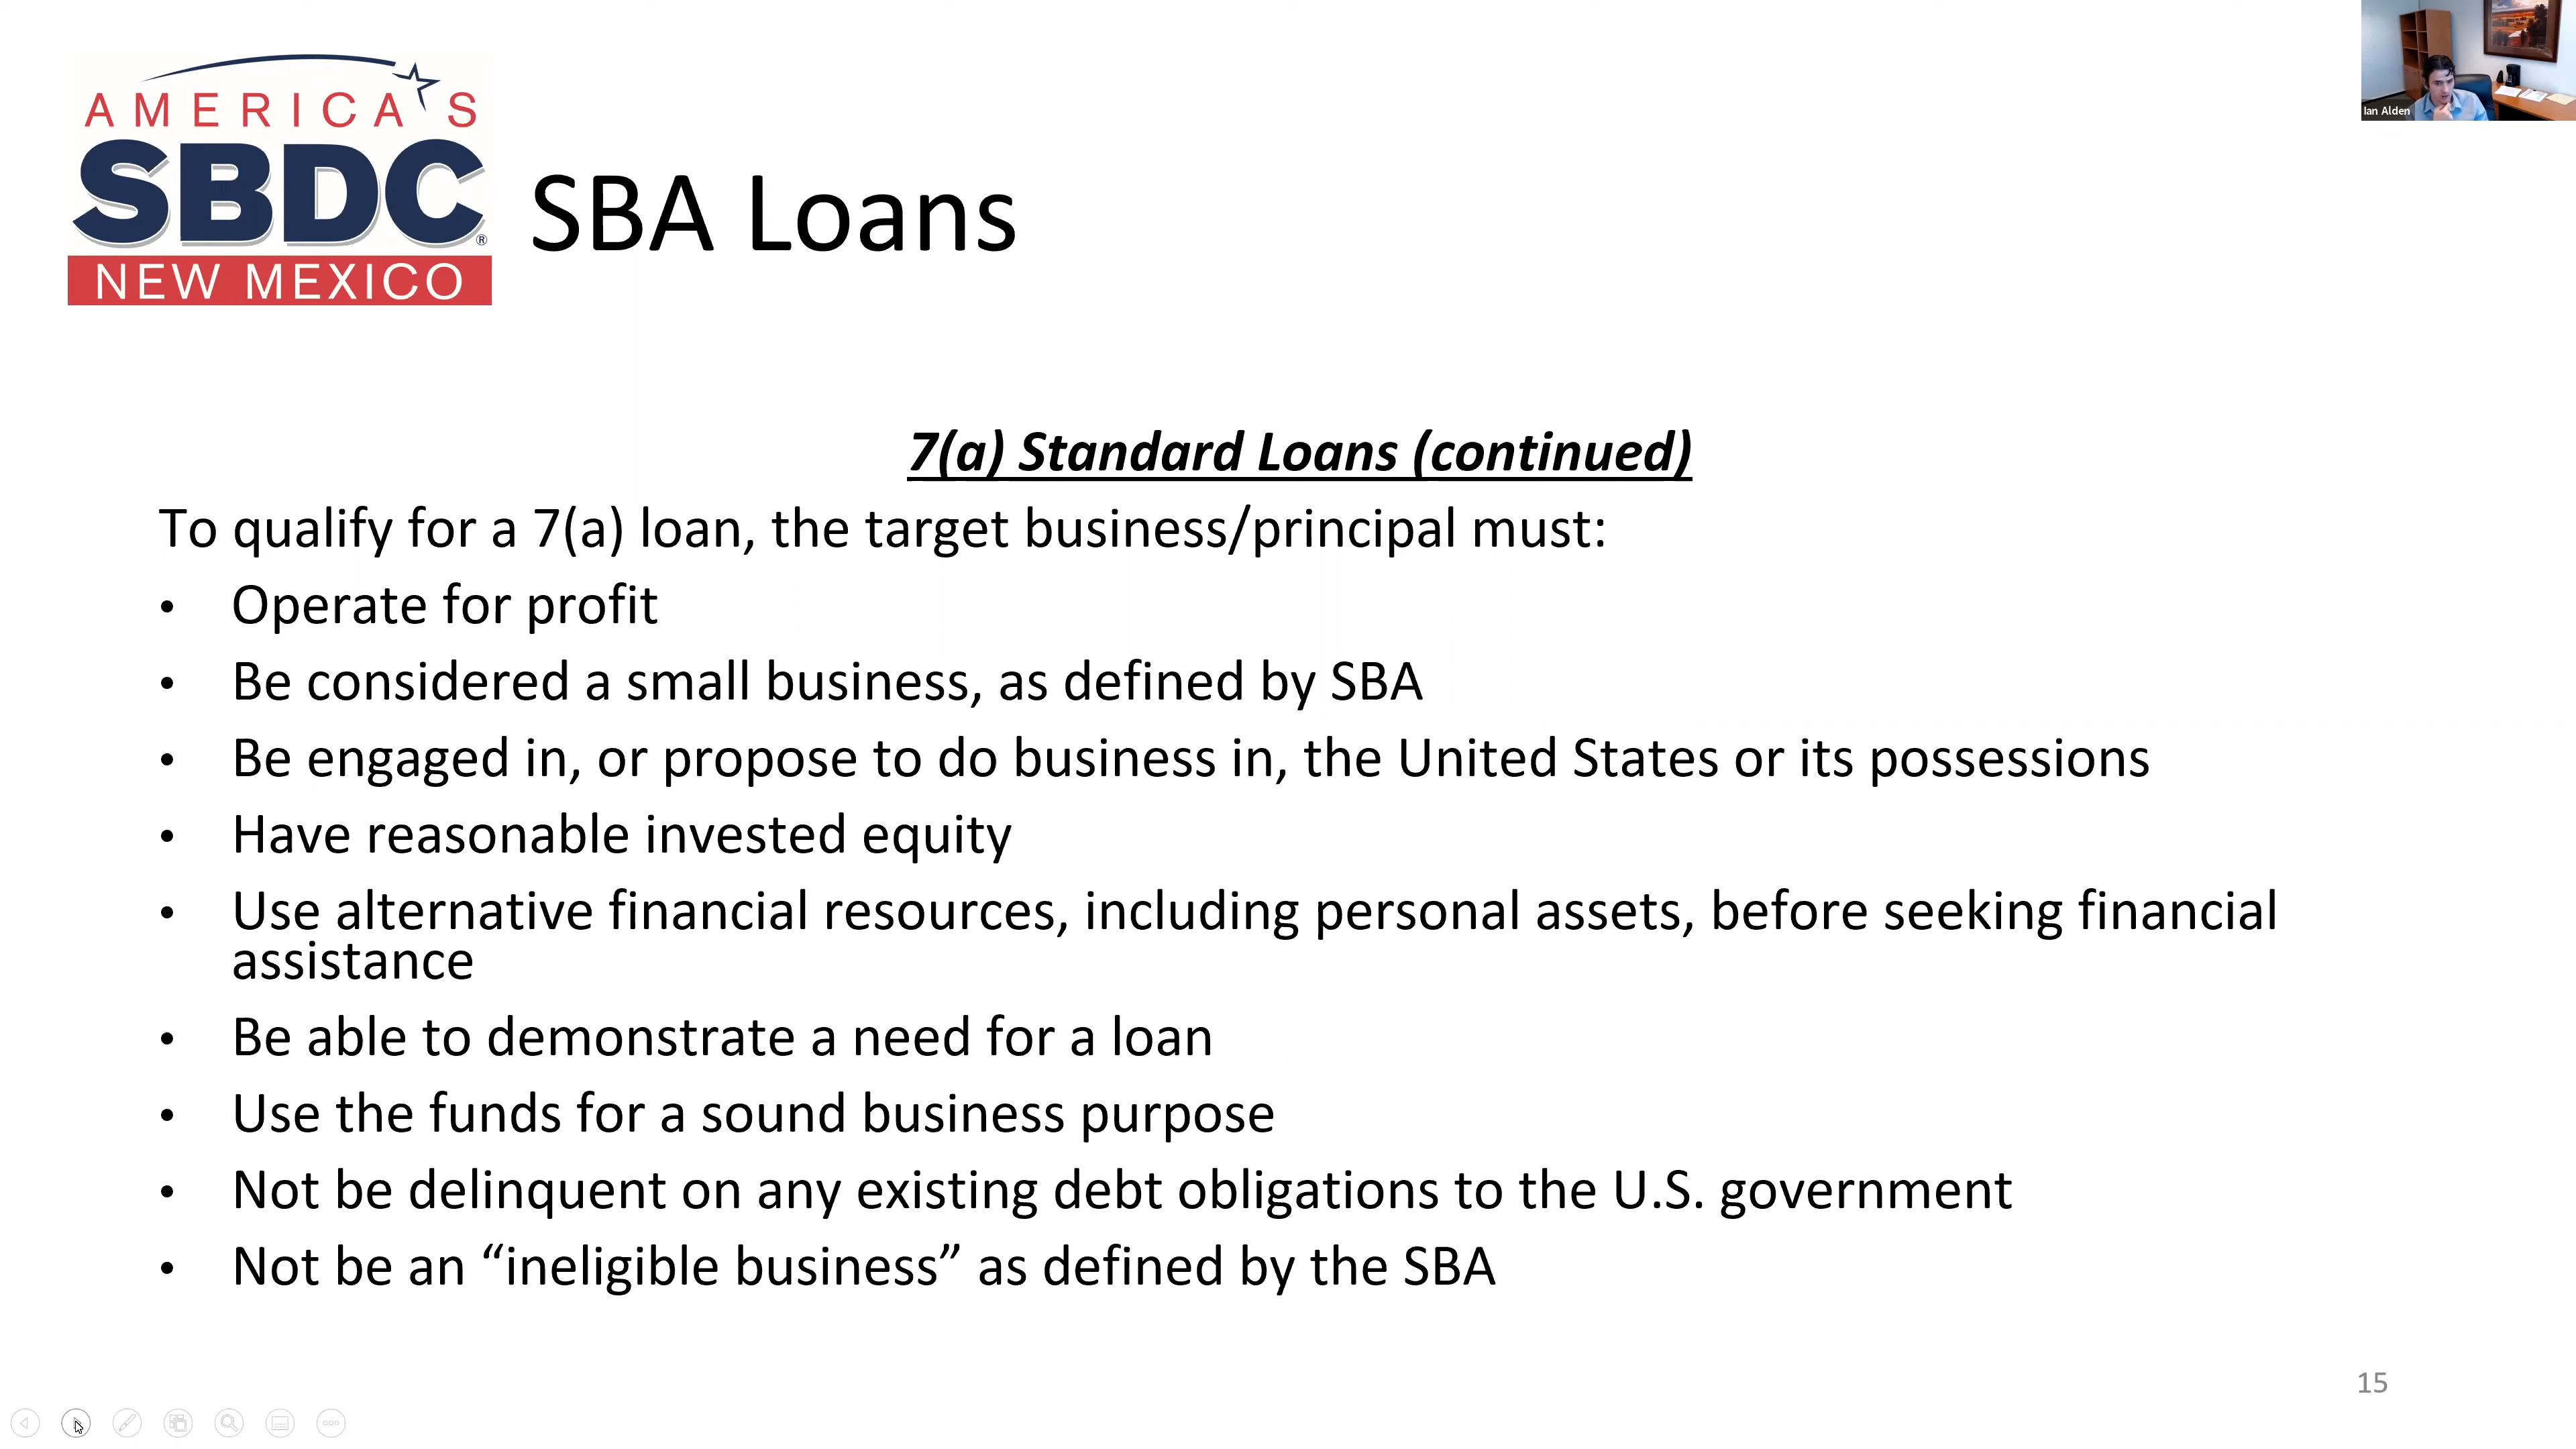 AMERICA'S
SBDC®
NEW MEXICO
SBA Loans
Ian Alden
7(a) Standard Loans (continued)
To qualify for a 7(a) loan, the target business/principal must:
• Operate for profit
• Be considered a small business, as defined by SBA
• Be engaged in, or propose to do business in, the United States or its possessions
• Have reasonable invested equity
• Use alternative financial resources, including personal assets, before seeking financial
assistance
• Be able to demonstrate a need for a loan
• Use the funds for a sound business purpose
• Not be delinquent on any existing debt obligations to the U.S. government
• Not be an “ineligible business” as defined by the SBA
15